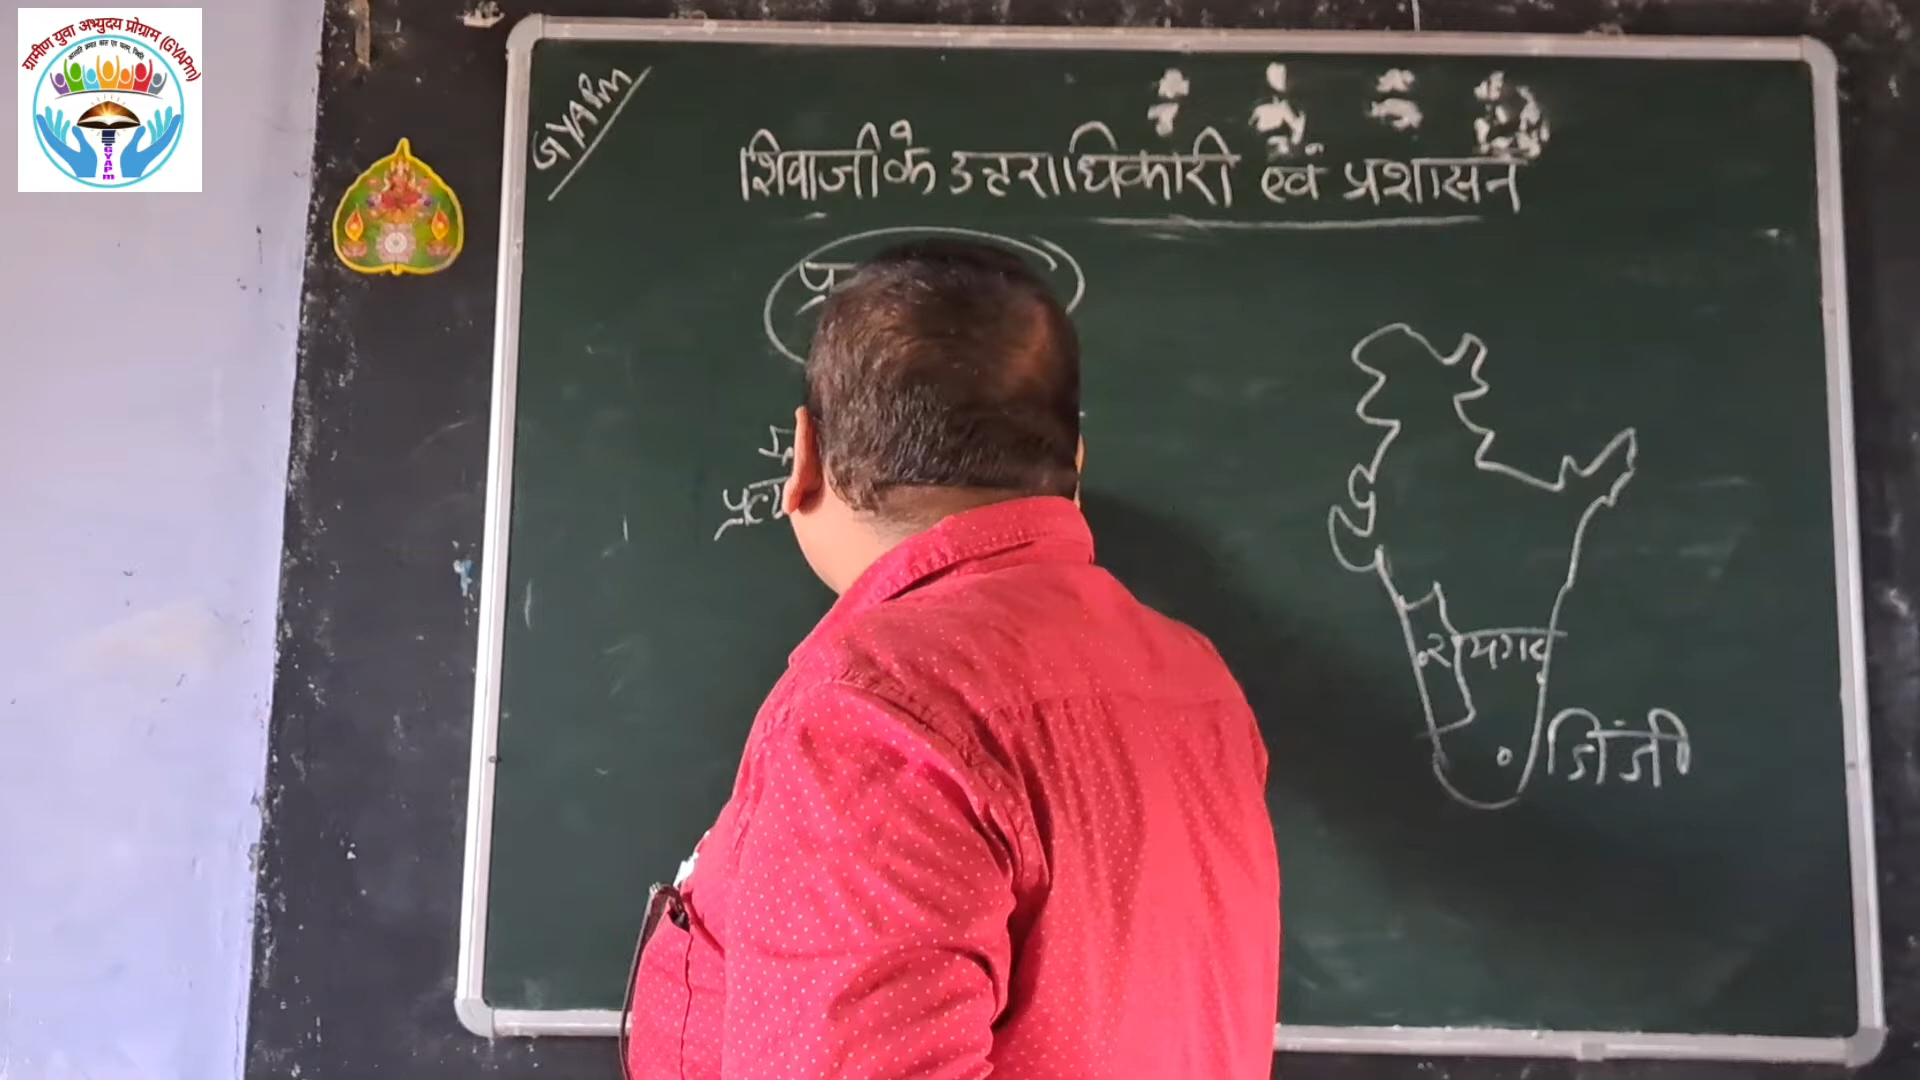 ग्रामीण युवा अभ्युदय प्रोग्राम (GYAPm)
GYAPm
GYAPm
शिवाजी के उत्तराधिकारी एवं प्रशासन
रायगढ़
जिंजी